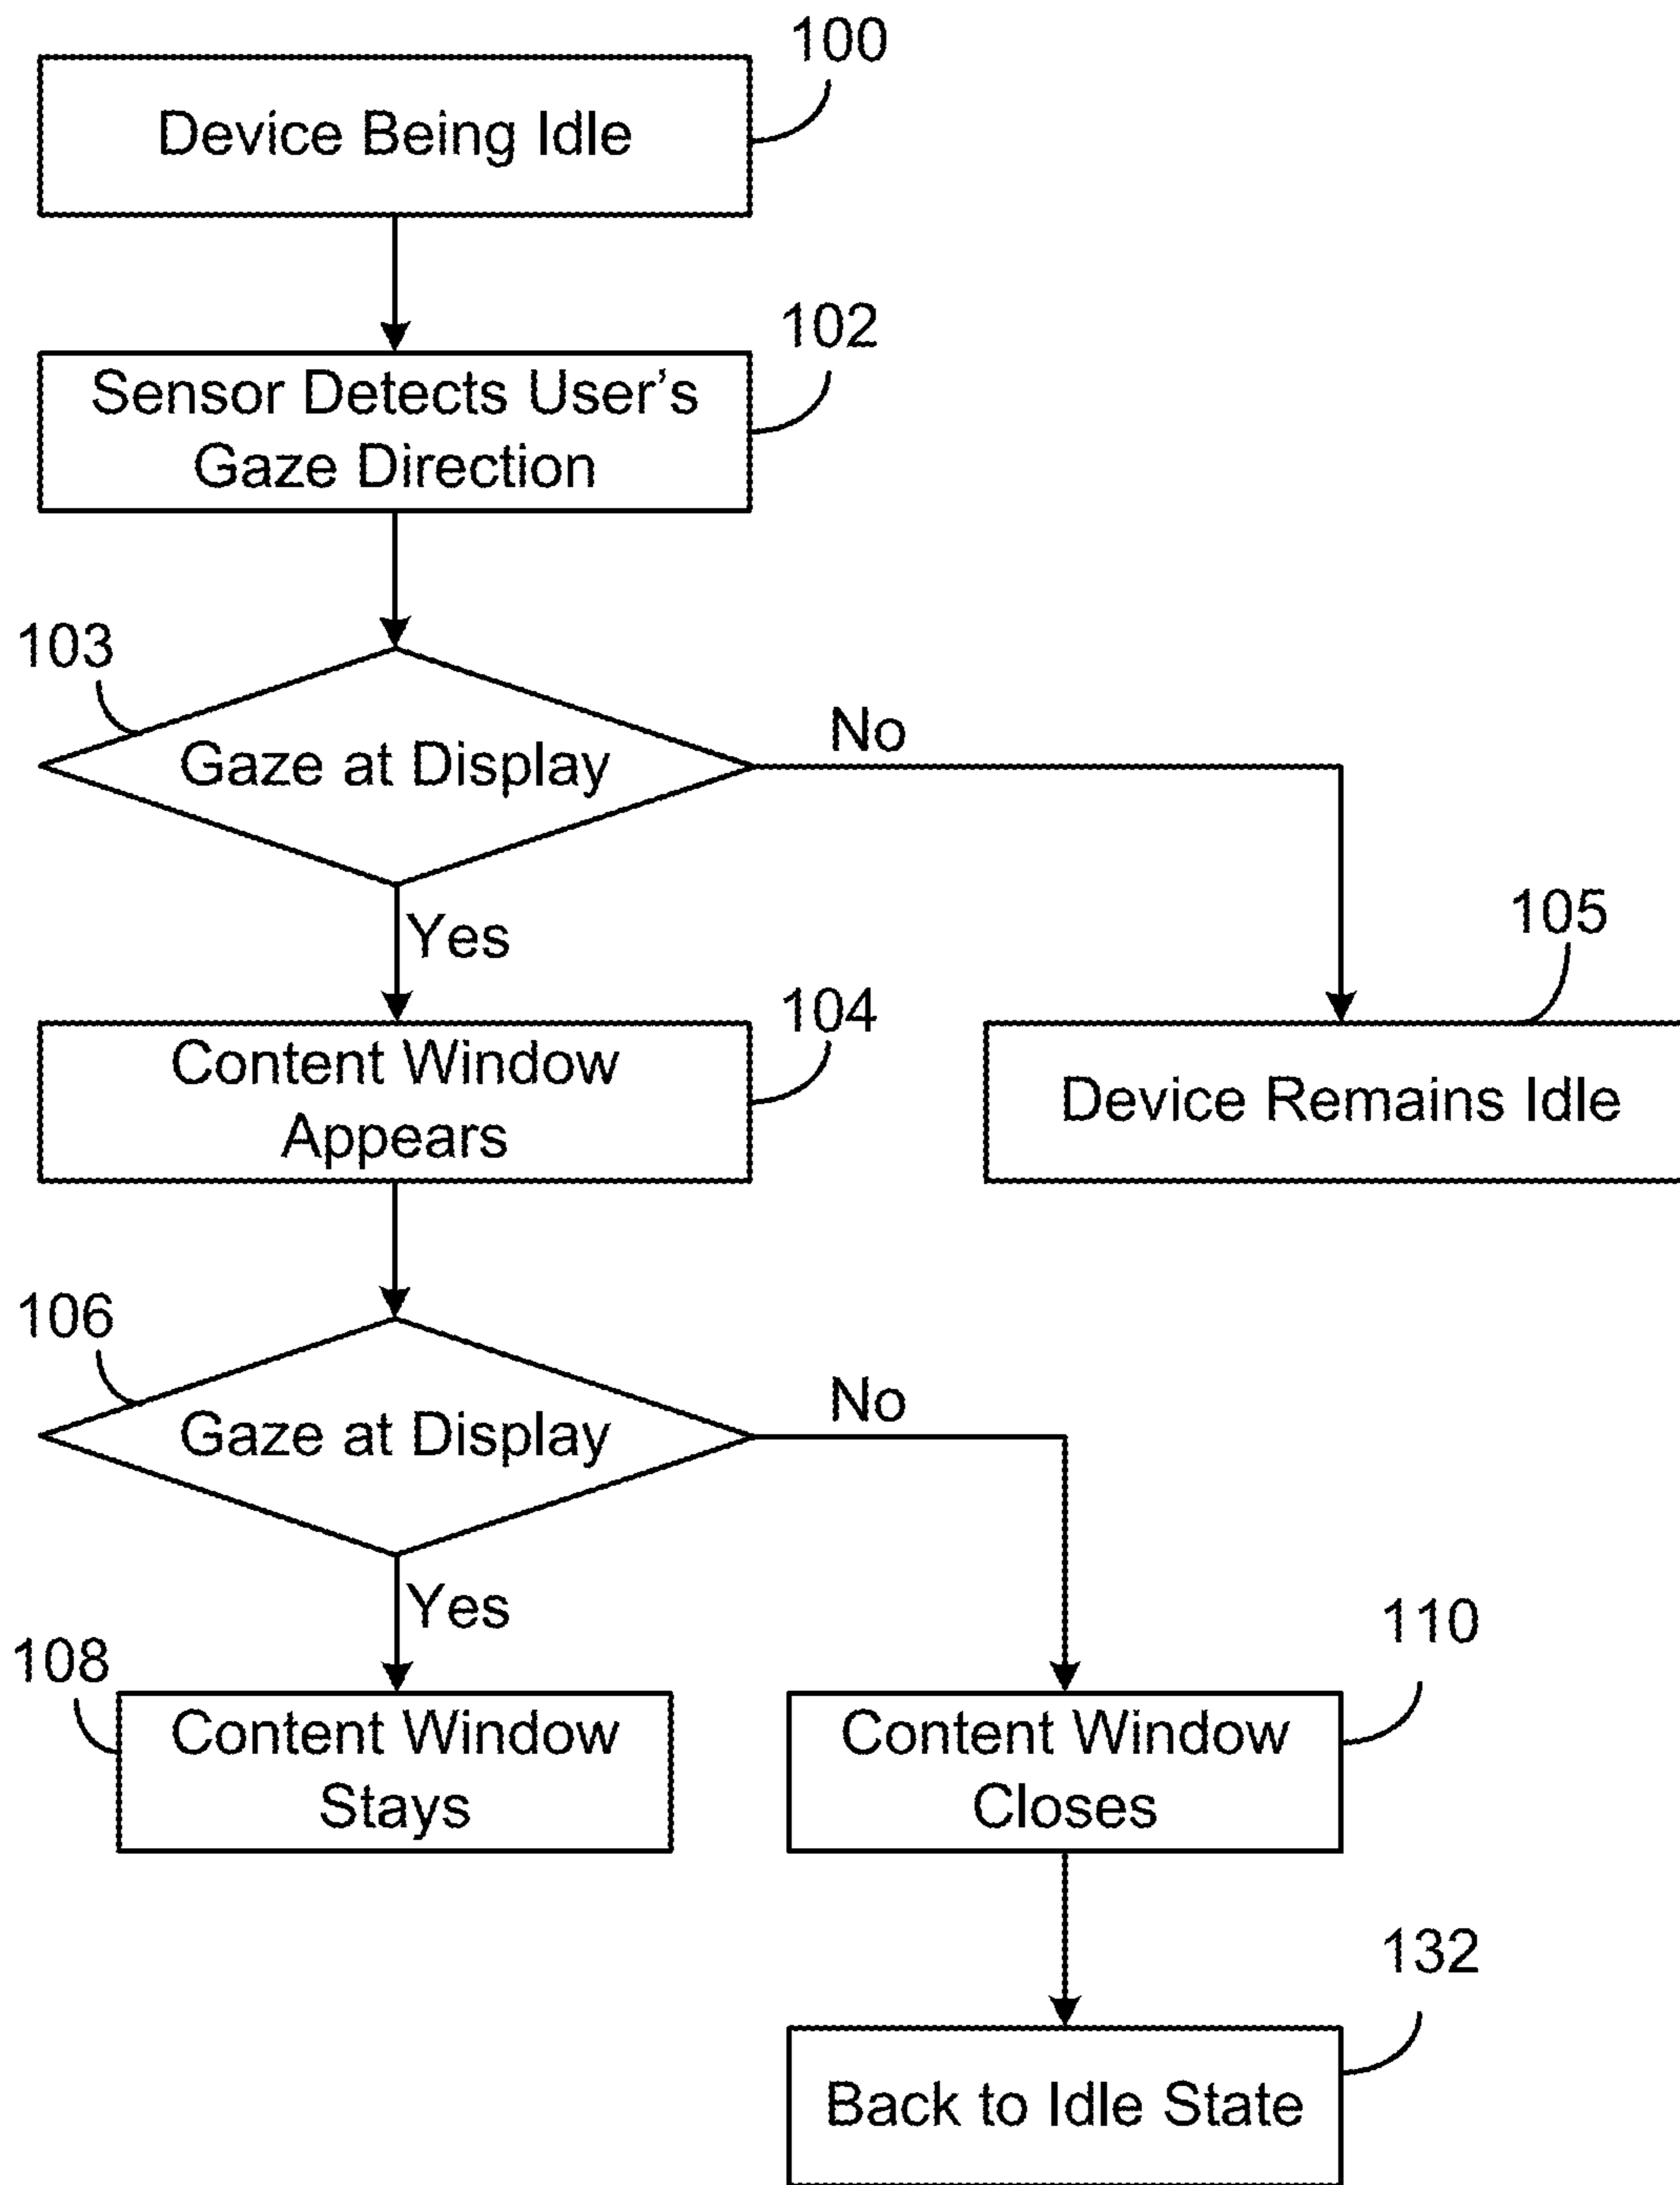 100
Device Being Idle
102
Sensor Detects User's
Gaze Direction
103
Gaze at Display
No
Yes
105
104
Content Window
Appears
Device Remains Idle
106
Gaze at Display
No
Yes
108
Content Window
Stays
110
Content Window
Closes
132
Back to Idle State